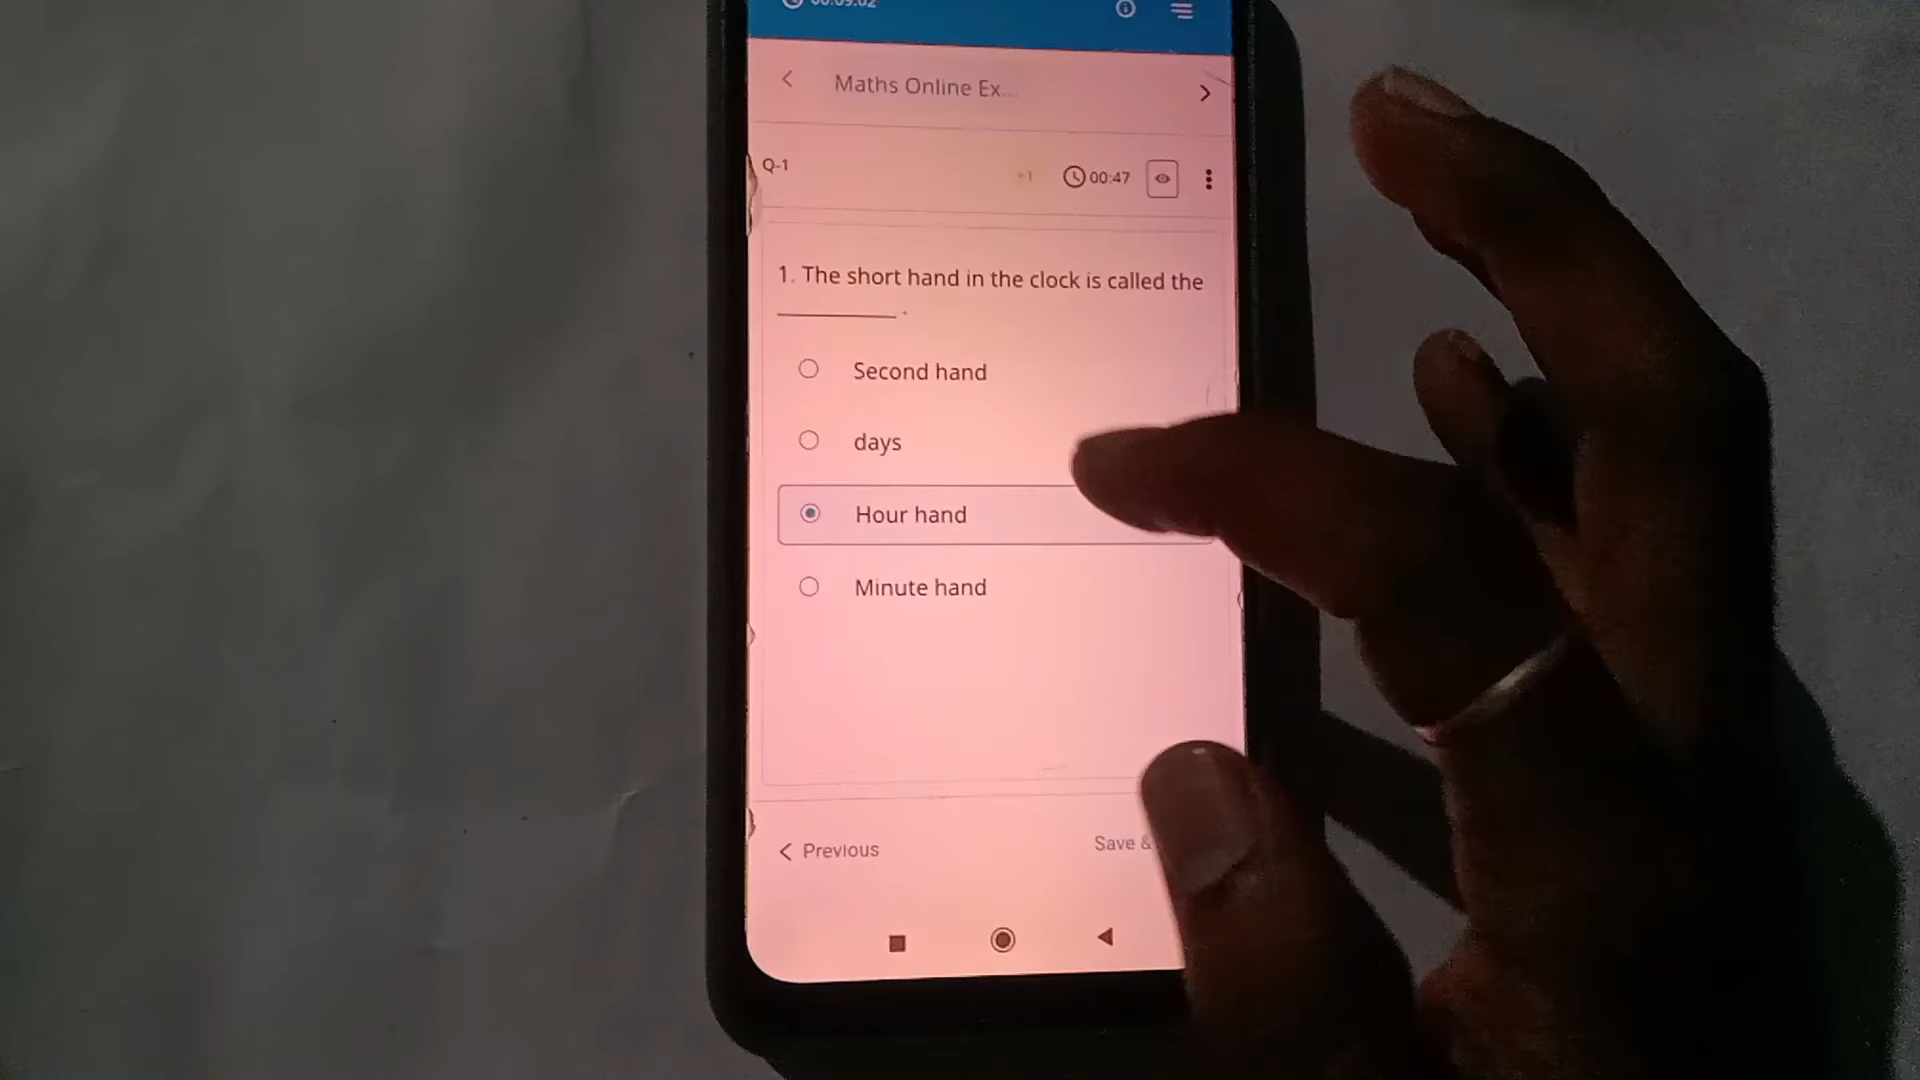 Maths Online Ex...
Q-1
+1 00:47
1. The short hand in the clock is called the
__________ .
Second hand
days
Hour hand
Minute hand
Previous
Save &